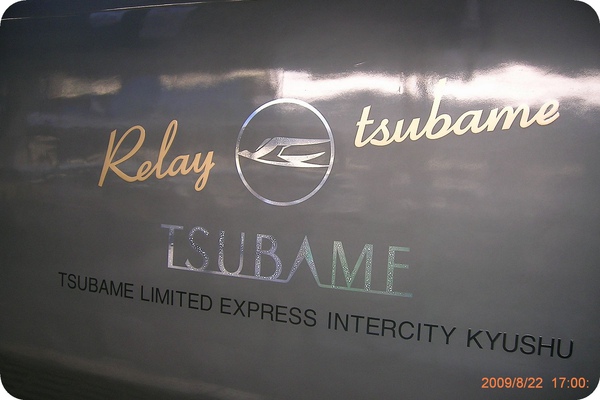 Relay tsubame
TSUBAME
TSUBAME LIMITED EXPRESS INTERCITY KYUSHU
2009/8/22 17:00: